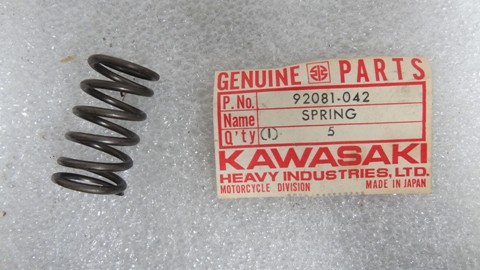 GENUINE PARTS
P. No. 92081-042
Name SPRING
Q'ty (1) 5
KAWASAKI
HEAVY INDUSTRIES, LTD.
MOTORCYCLE DIVISION MADE IN JAPAN